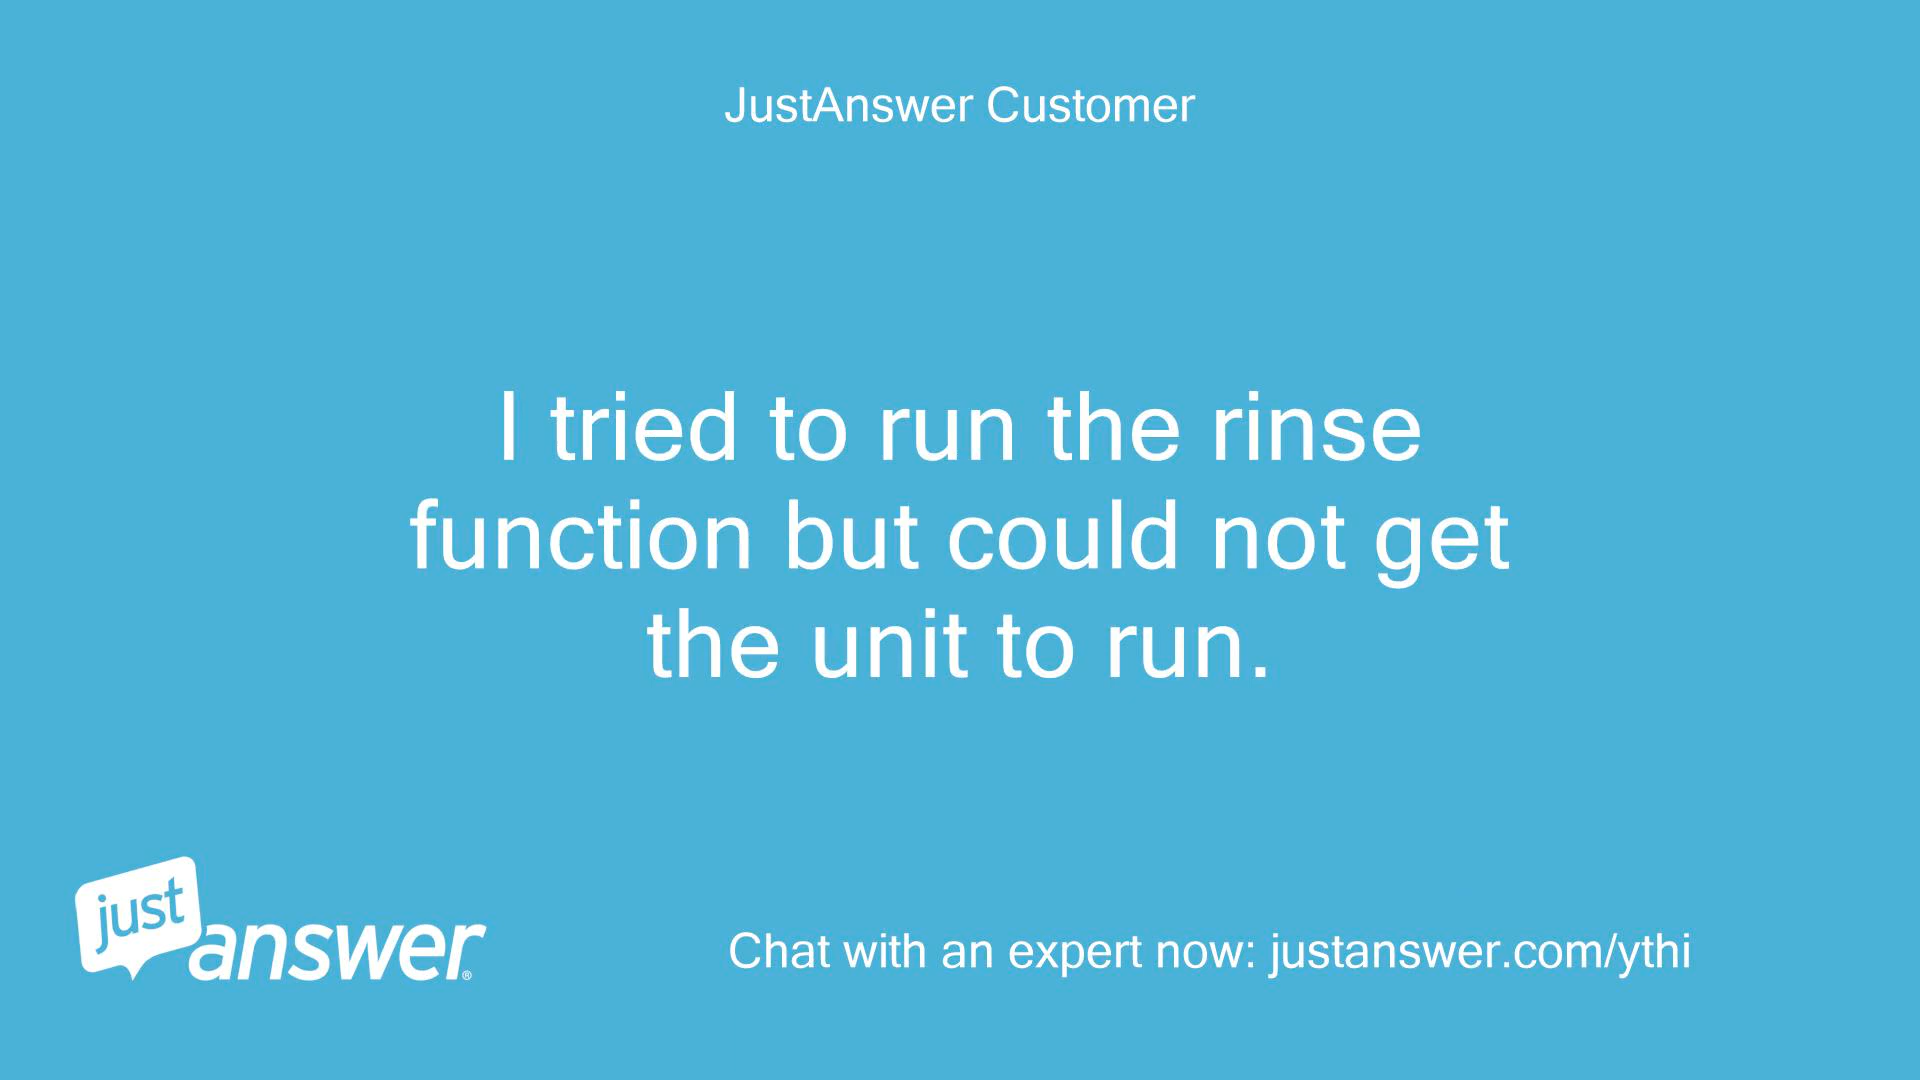 JustAnswer Customer
I tried to run the rinse
function but could not get
the unit to run.
just
answer®
Chat with an expert now: justanswer.com/ythi